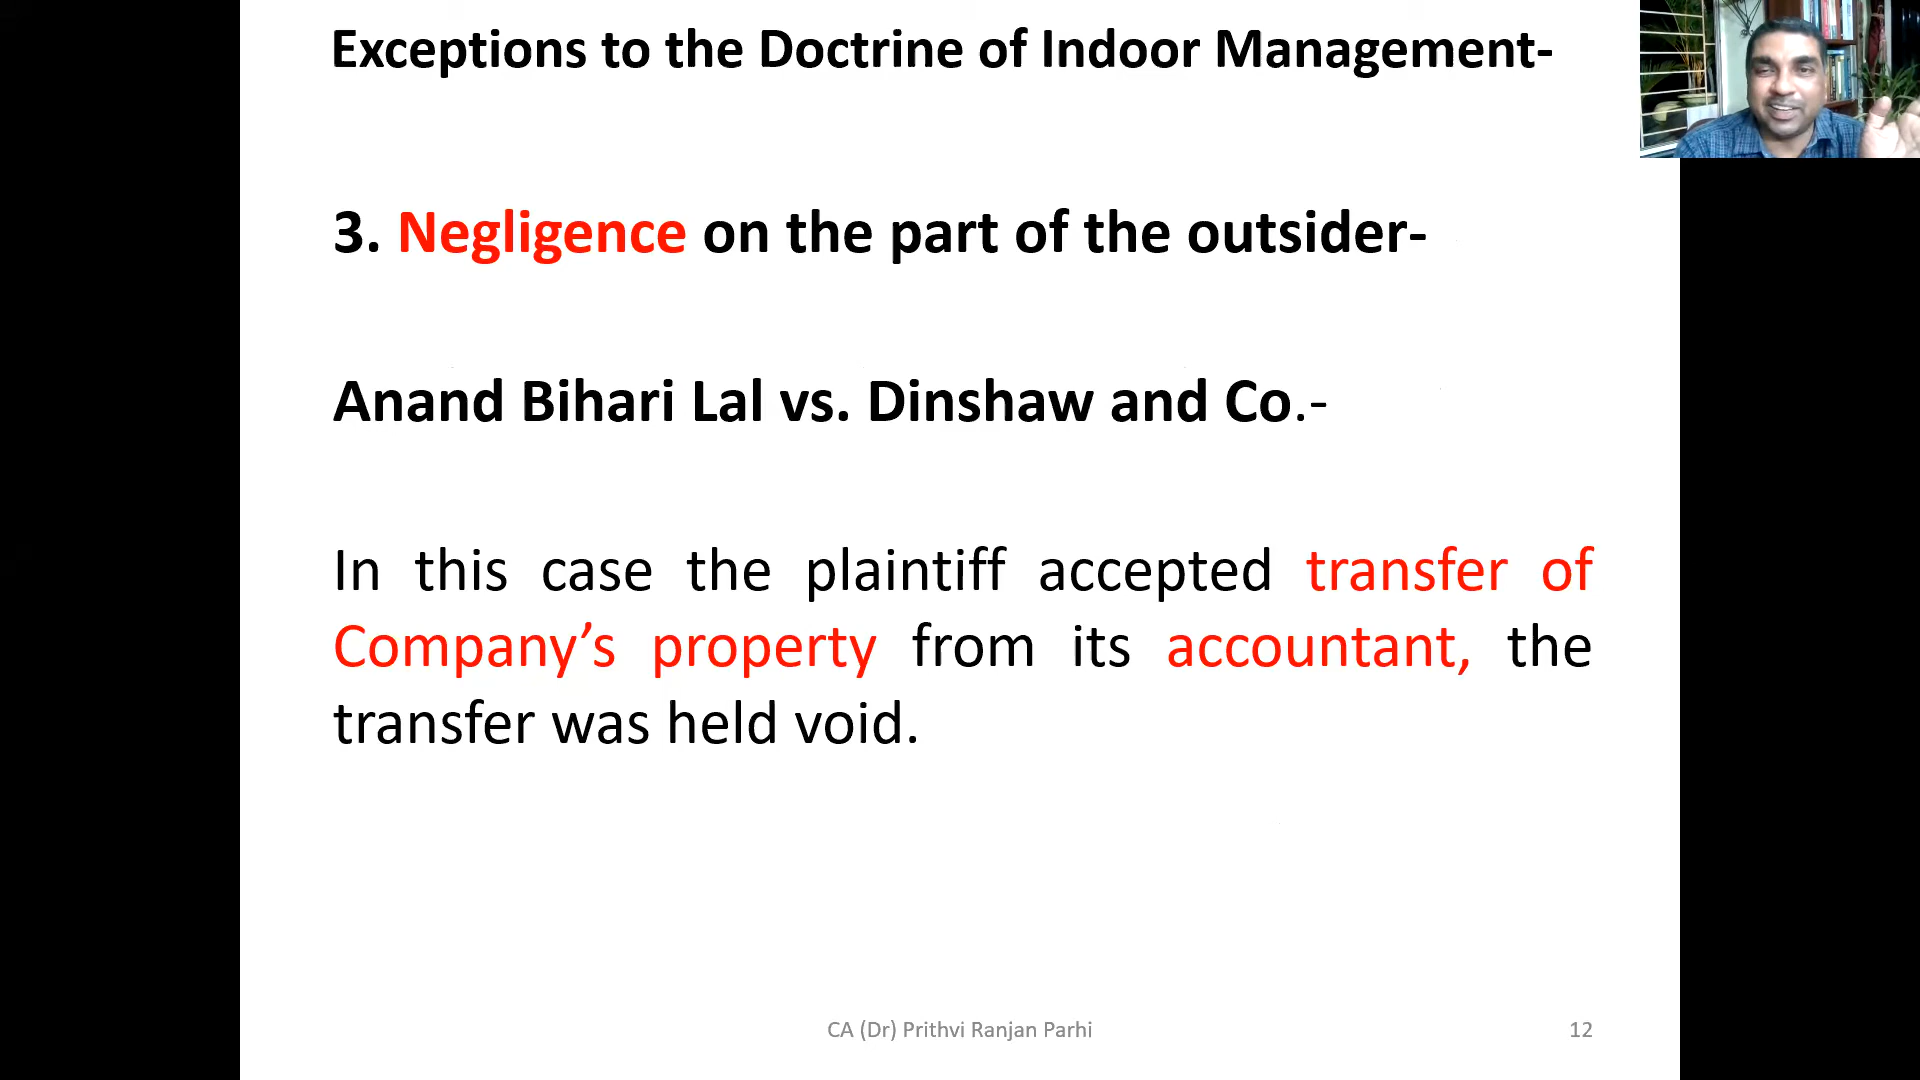 Exceptions to the Doctrine of Indoor Management-
3. Negligence on the part of the outsider-
Anand Bihari Lal vs. Dinshaw and Co.-
In this case the plaintiff accepted transfer of
Company’s property from its accountant, the
transfer was held void.
CA (Dr) Prithvi Ranjan Parhi
12